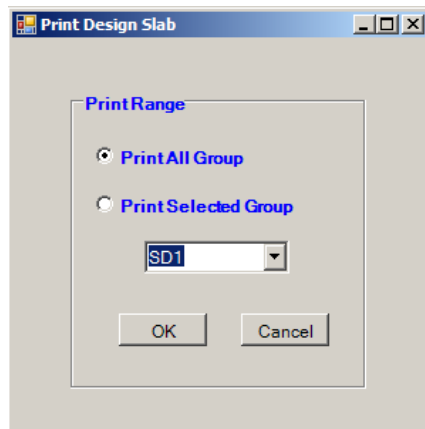 Print Design Slab
Print Range
Print All Group
Print Selected Group
SD1
OK Cancel